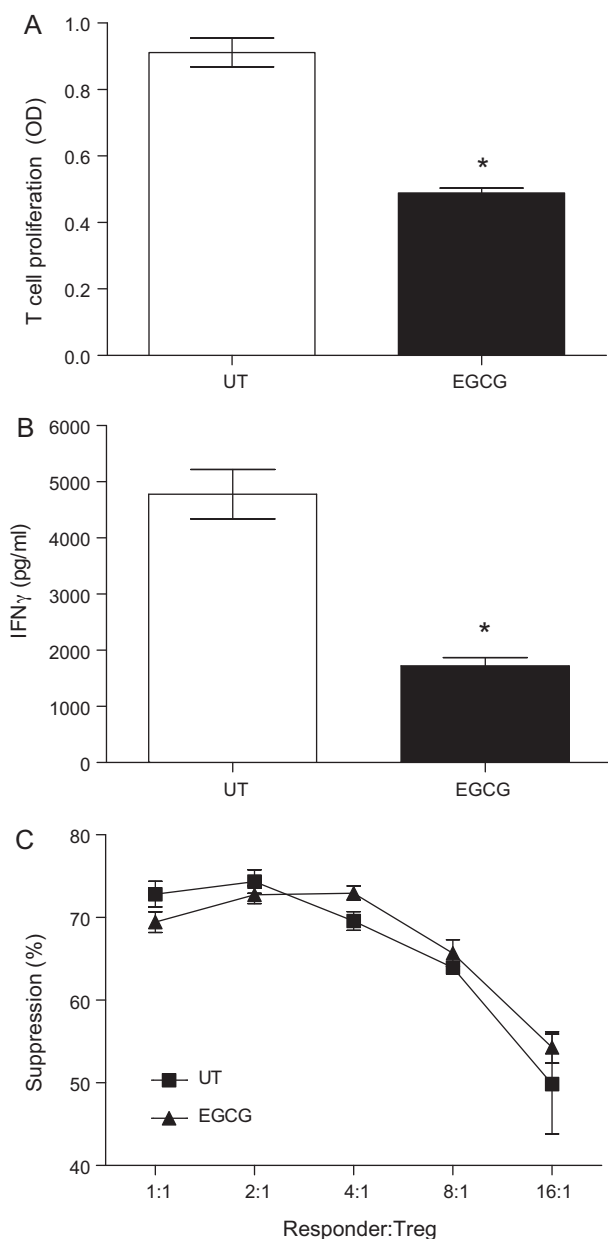 A
T cell proliferation (OD)
1.0
0.8
0.6
0.4
0.2
0.0
*
UT
EGCG
B
IFNγ (pg/ml)
6000
5000
4000
3000
2000
1000
0
*
UT
EGCG
C
Suppression (%)
80
70
60
50
40
UT
EGCG
1:1
2:1
4:1
8:1
16:1
Responder:Treg